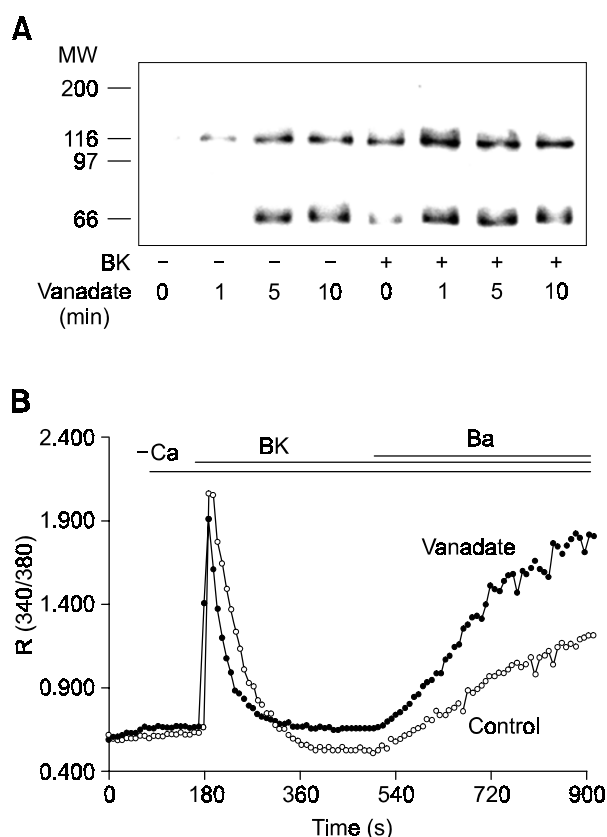 A
MW
200
116
97
66
BK − − − − + + + +
Vanadate 0 1 5 10 0 1 5 10
(min)
B
2.400
1.900
1.400
0.900
0.400
R (340/380)
−Ca
BK
Ba
Vanadate
Control
0 180 360 540 720 900
Time (s)